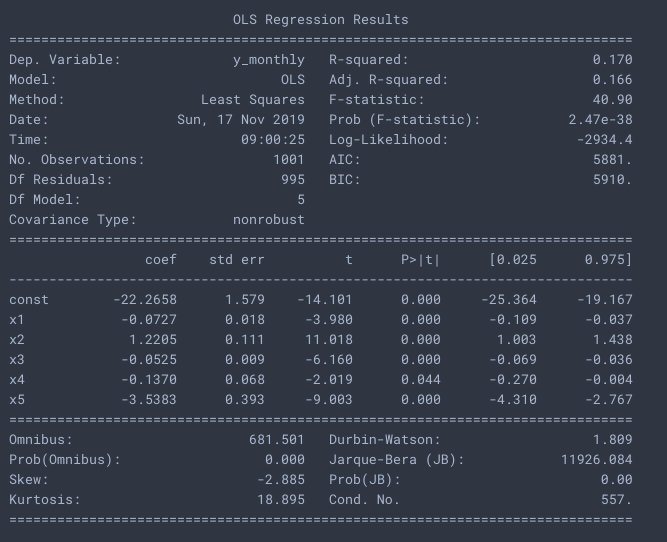 OLS Regression Results
==============================================================================
Dep. Variable: y_monthly R-squared: 0.170
Model: OLS Adj. R-squared: 0.166
Method: Least Squares F-statistic: 40.90
Date: Sun, 17 Nov 2019 Prob (F-statistic): 2.47e-38
Time: 09:00:25 Log-Likelihood: -2934.4
No. Observations: 1001 AIC: 5881.
Df Residuals: 995 BIC: 5910.
Df Model: 5
Covariance Type: nonrobust
==============================================================================
coef std err t P>|t| [0.025 0.975]
------------------------------------------------------------------------------
const -22.2658 1.579 -14.101 0.000 -25.364 -19.167
x1 -0.0727 0.018 -3.980 0.000 -0.109 -0.037
x2 1.2205 0.111 11.018 0.000 1.003 1.438
x3 -0.0525 0.009 -6.160 0.000 -0.069 -0.036
x4 -0.1370 0.068 -2.019 0.044 -0.270 -0.004
x5 -3.5383 0.393 -9.003 0.000 -4.310 -2.767
==============================================================================
Omnibus: 681.501 Durbin-Watson: 1.809
Prob(Omnibus): 0.000 Jarque-Bera (JB): 11926.084
Skew: -2.885 Prob(JB): 0.00
Kurtosis: 18.895 Cond. No. 557.
==============================================================================